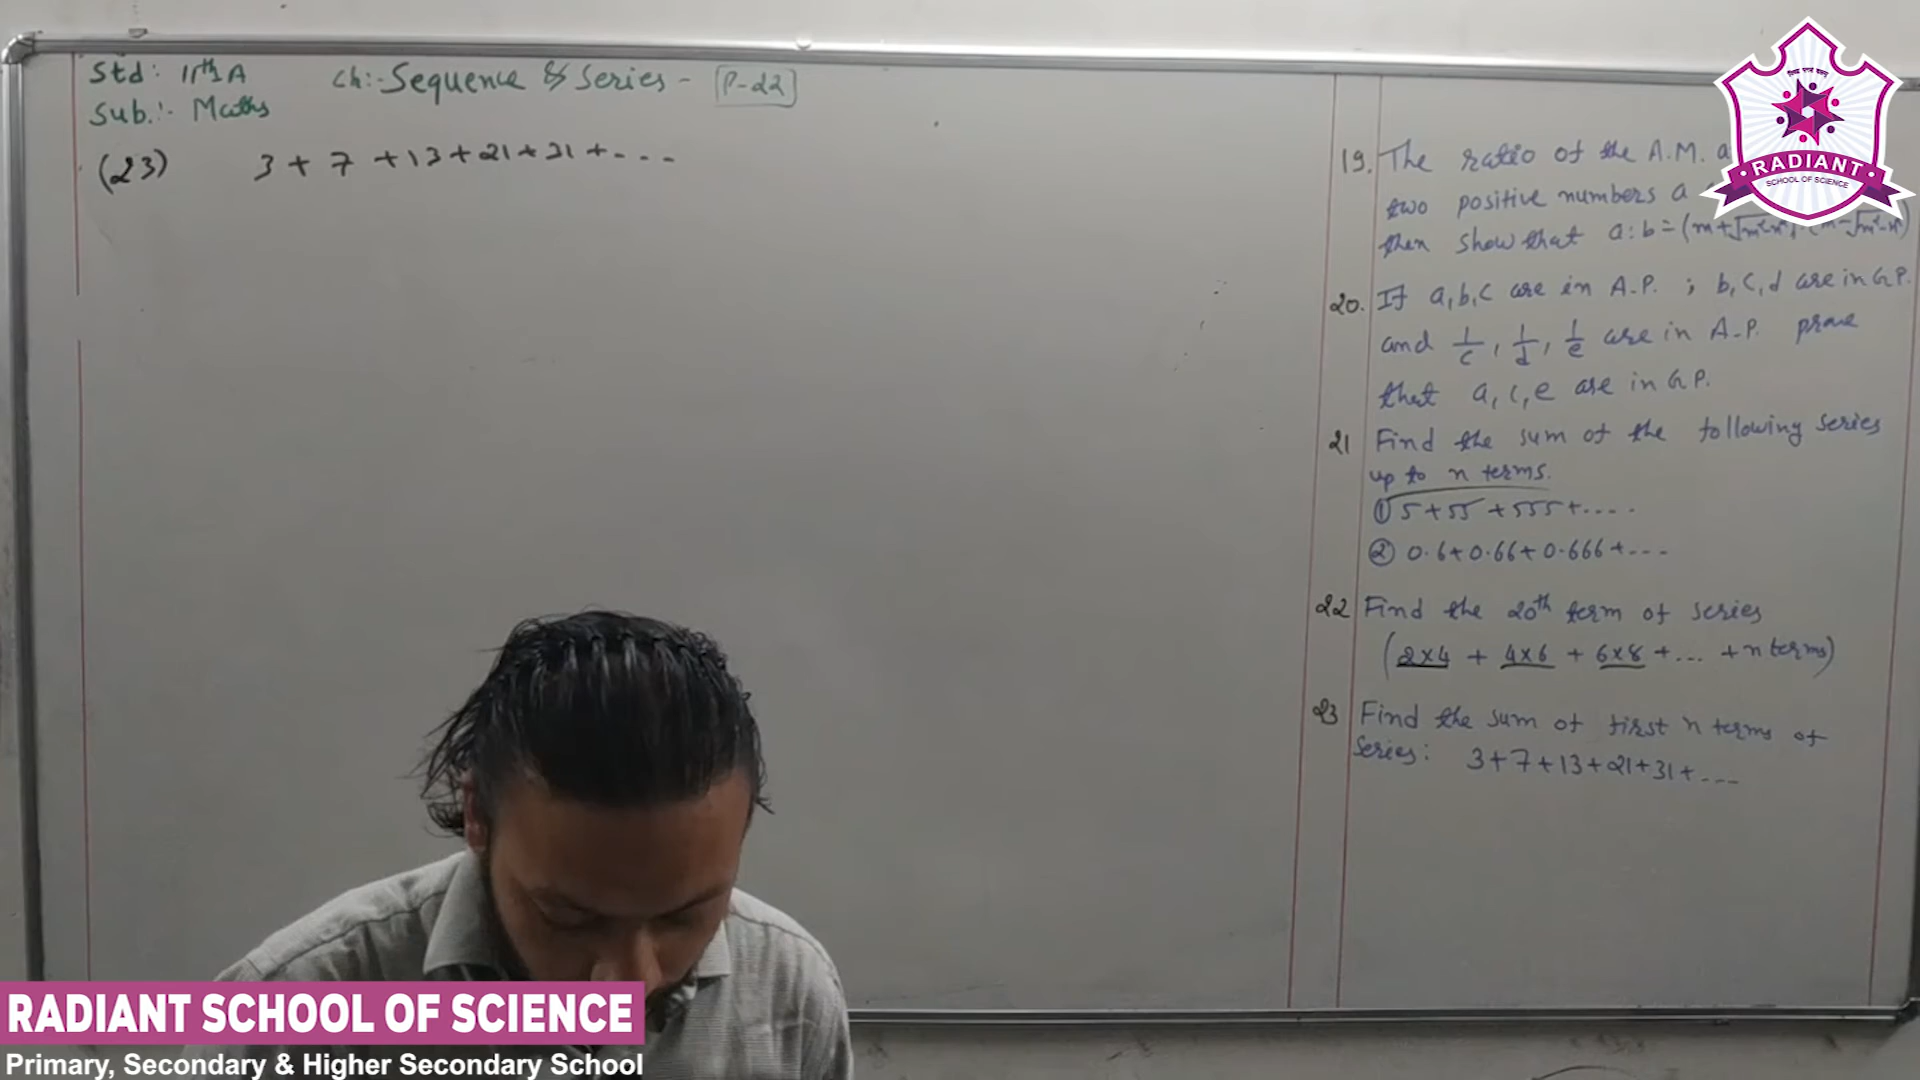 Std: 11th A
Sub.:- Maths
Ch:- Sequence & Series - P-22
(23) 3 + 7 + 13 + 21 + 31 + - - -
19. The ratio of the A.M. a
two positive numbers a
then show that a:b = (m+√m²-n²)
20. If a,b,c are in A.P. ; b,c,d are in G.P.
and 1/c, 1/d, 1/e are in A.P. prove
that a, c, e are in G.P.
21 Find the sum of the following series
up to n terms.
① 5+55+555+....
② 0.6+0.66+0.666+---
22 Find the 20th term of series
(2×4 + 4×6 + 6×8 + ... + n terms)
23 Find the sum of first n terms of
Series: 3+7+13+21+31+---
RADIANT
SCHOOL OF SCIENCE
RADIANT SCHOOL OF SCIENCE
Primary, Secondary & Higher Secondary School